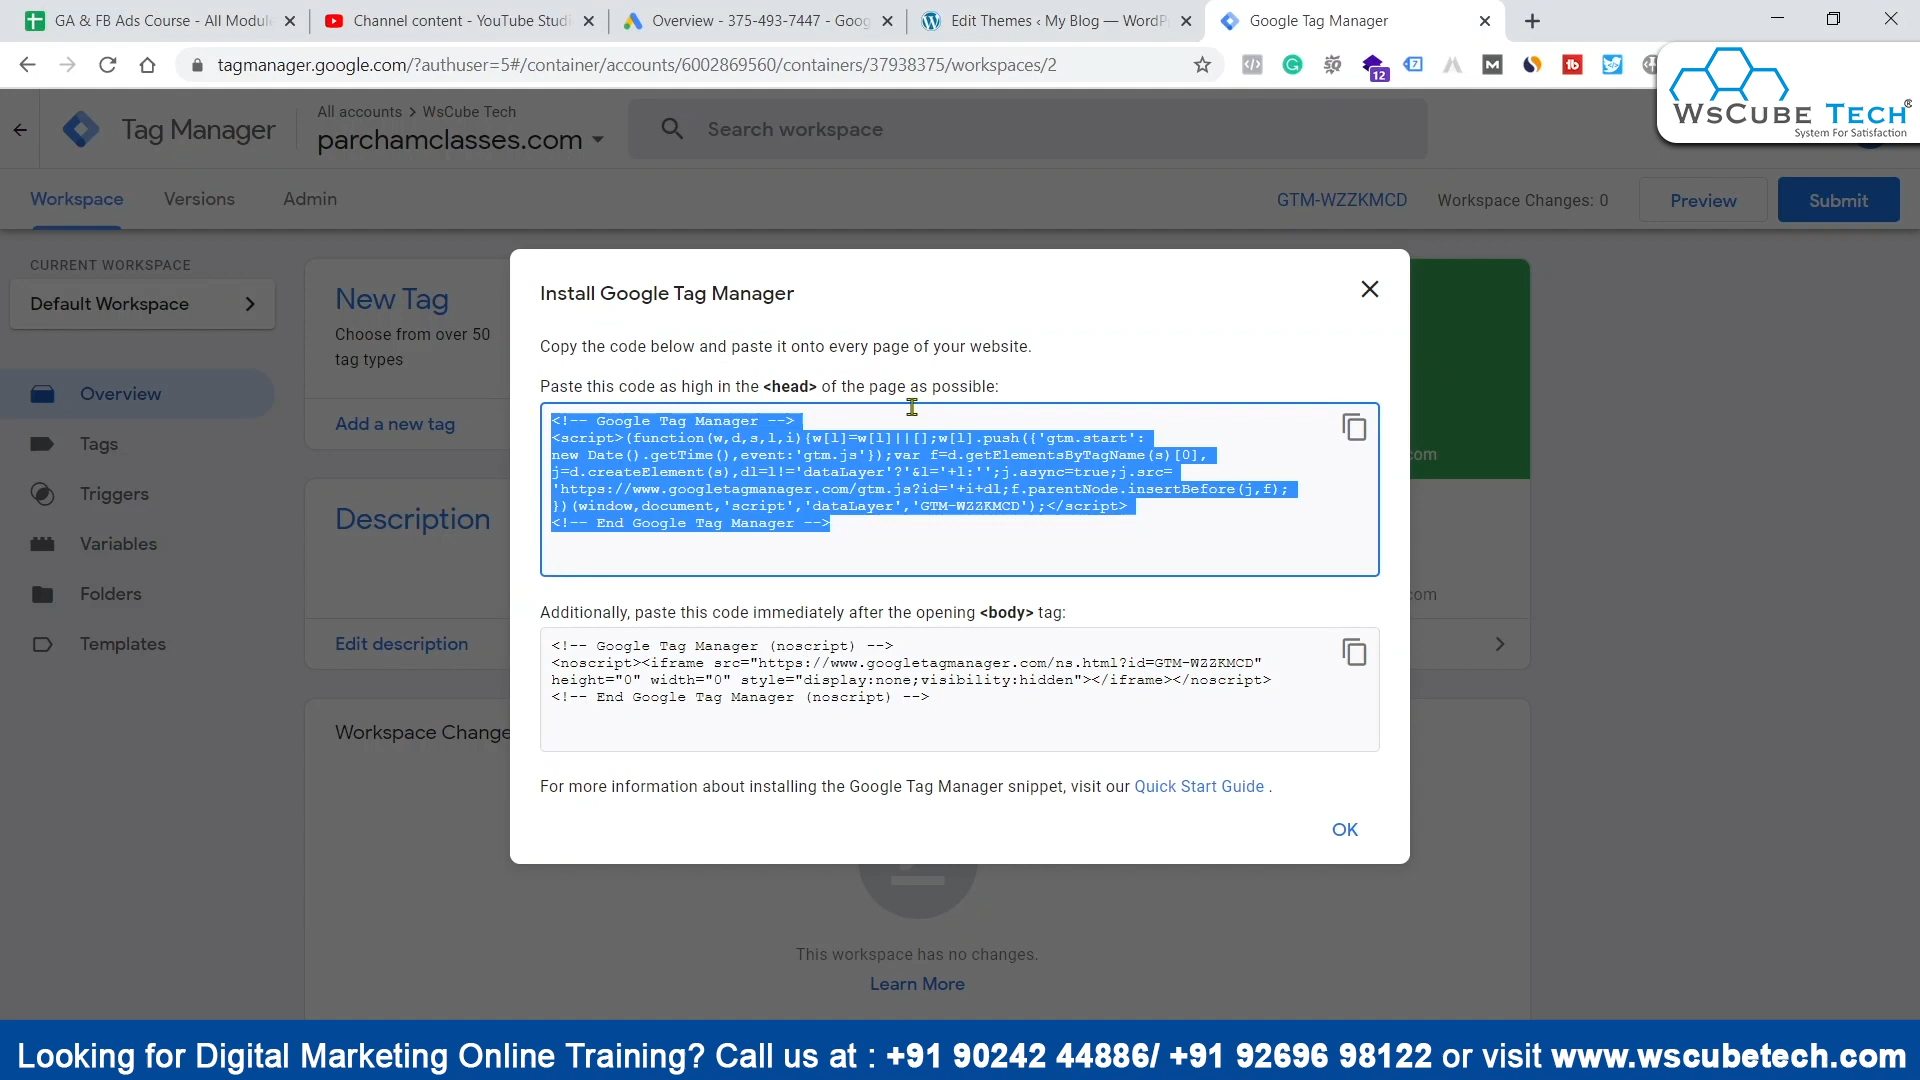 GA & FB Ads Course - All Modul
Channel content - YouTube Studi
Overview - 375-493-7447 - Goog
Edit Themes ‹ My Blog — WordP
Google Tag Manager
tagmanager.google.com/?authuser=5#/container/accounts/6002869560/containers/37938375/workspaces/2
12
7
M
tb
WsCube Tech®
System For Satisfaction
Tag Manager
All accounts > WsCube Tech
parchamclasses.com
Search workspace
Workspace
Versions
Admin
GTM-WZZKMCD
Workspace Changes: 0
Preview
Submit
CURRENT WORKSPACE
Default Workspace
Overview
Tags
Triggers
Variables
Folders
Templates
New Tag
Choose from over 50
tag types
Add a new tag
Description
Edit description
Workspace Change
com
com
This workspace has no changes.
Learn More
Install Google Tag Manager
Copy the code below and paste it onto every page of your website.
Paste this code as high in the <head> of the page as possible:
<!-- Google Tag Manager -->
<script>(function(w,d,s,l,i){w[l]=w[l]||[];w[l].push({'gtm.start':
new Date().getTime(),event:'gtm.js'});var f=d.getElementsByTagName(s)[0],
j=d.createElement(s),dl=l!='dataLayer'?'&l='+l:'';j.async=true;j.src=
'https://www.googletagmanager.com/gtm.js?id='+i+dl;f.parentNode.insertBefore(j,f);
})(window,document,'script','dataLayer','GTM-WZZKMCD');</script>
<!-- End Google Tag Manager -->
Additionally, paste this code immediately after the opening <body> tag:
<!-- Google Tag Manager (noscript) -->
<noscript><iframe src="https://www.googletagmanager.com/ns.html?id=GTM-WZZKMCD"
height="0" width="0" style="display:none;visibility:hidden"></iframe></noscript>
<!-- End Google Tag Manager (noscript) -->
For more information about installing the Google Tag Manager snippet, visit our Quick Start Guide .
OK
Looking for Digital Marketing Online Training? Call us at : +91 90242 44886/ +91 92696 98122 or visit www.wscubetech.com